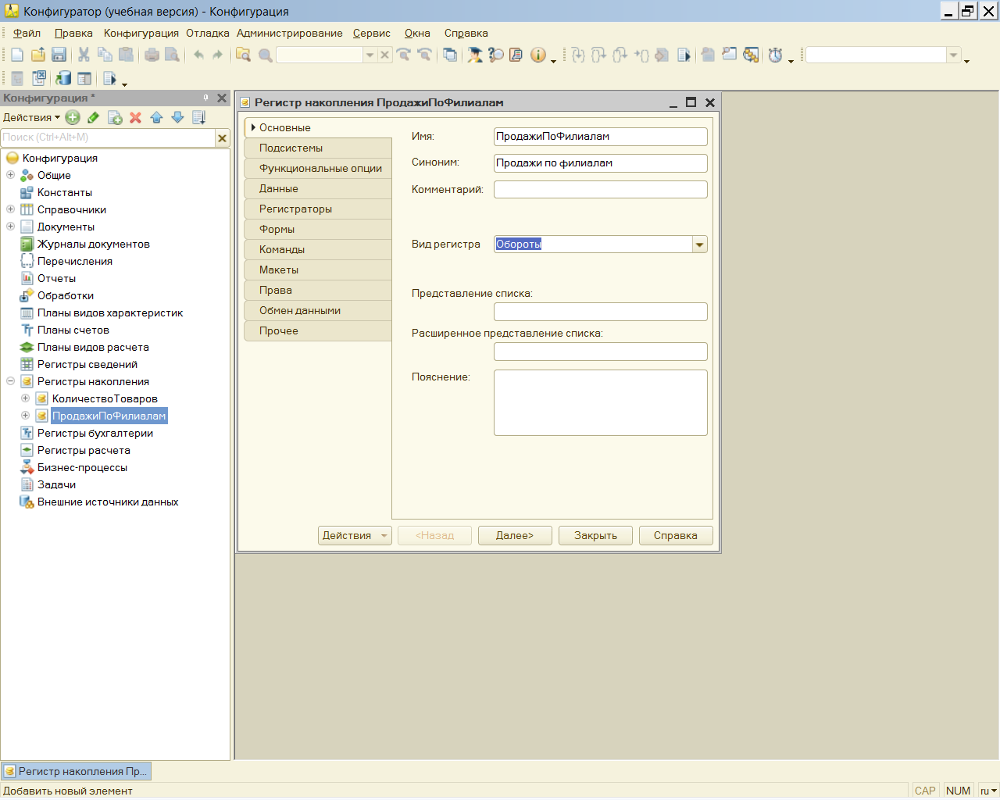 Конфигуратор (учебная версия) - Конфигурация
Файл Правка Конфигурация Отладка Администрирование Сервис Окна Справка
Конфигурация *
Действия
Поиск (Ctrl+Alt+M)
Конфигурация
Общие
Константы
Справочники
Документы
Журналы документов
Перечисления
Отчеты
Обработки
Планы видов характеристик
Планы счетов
Планы видов расчета
Регистры сведений
Регистры накопления
КоличествоТоваров
ПродажиПоФилиалам
Регистры бухгалтерии
Регистры расчета
Бизнес-процессы
Задачи
Внешние источники данных
Регистр накопления ПродажиПоФилиалам
Основные
Подсистемы
Функциональные опции
Данные
Регистраторы
Формы
Команды
Макеты
Права
Обмен данными
Прочее
Имя: ПродажиПоФилиалам
Синоним: Продажи по филиалам
Комментарий:
Вид регистра Обороты
Представление списка:
Расширенное представление списка:
Пояснение:
Действия <Назад Далее> Закрыть Справка
Регистр накопления Пр...
Добавить новый элемент CAP NUM ru